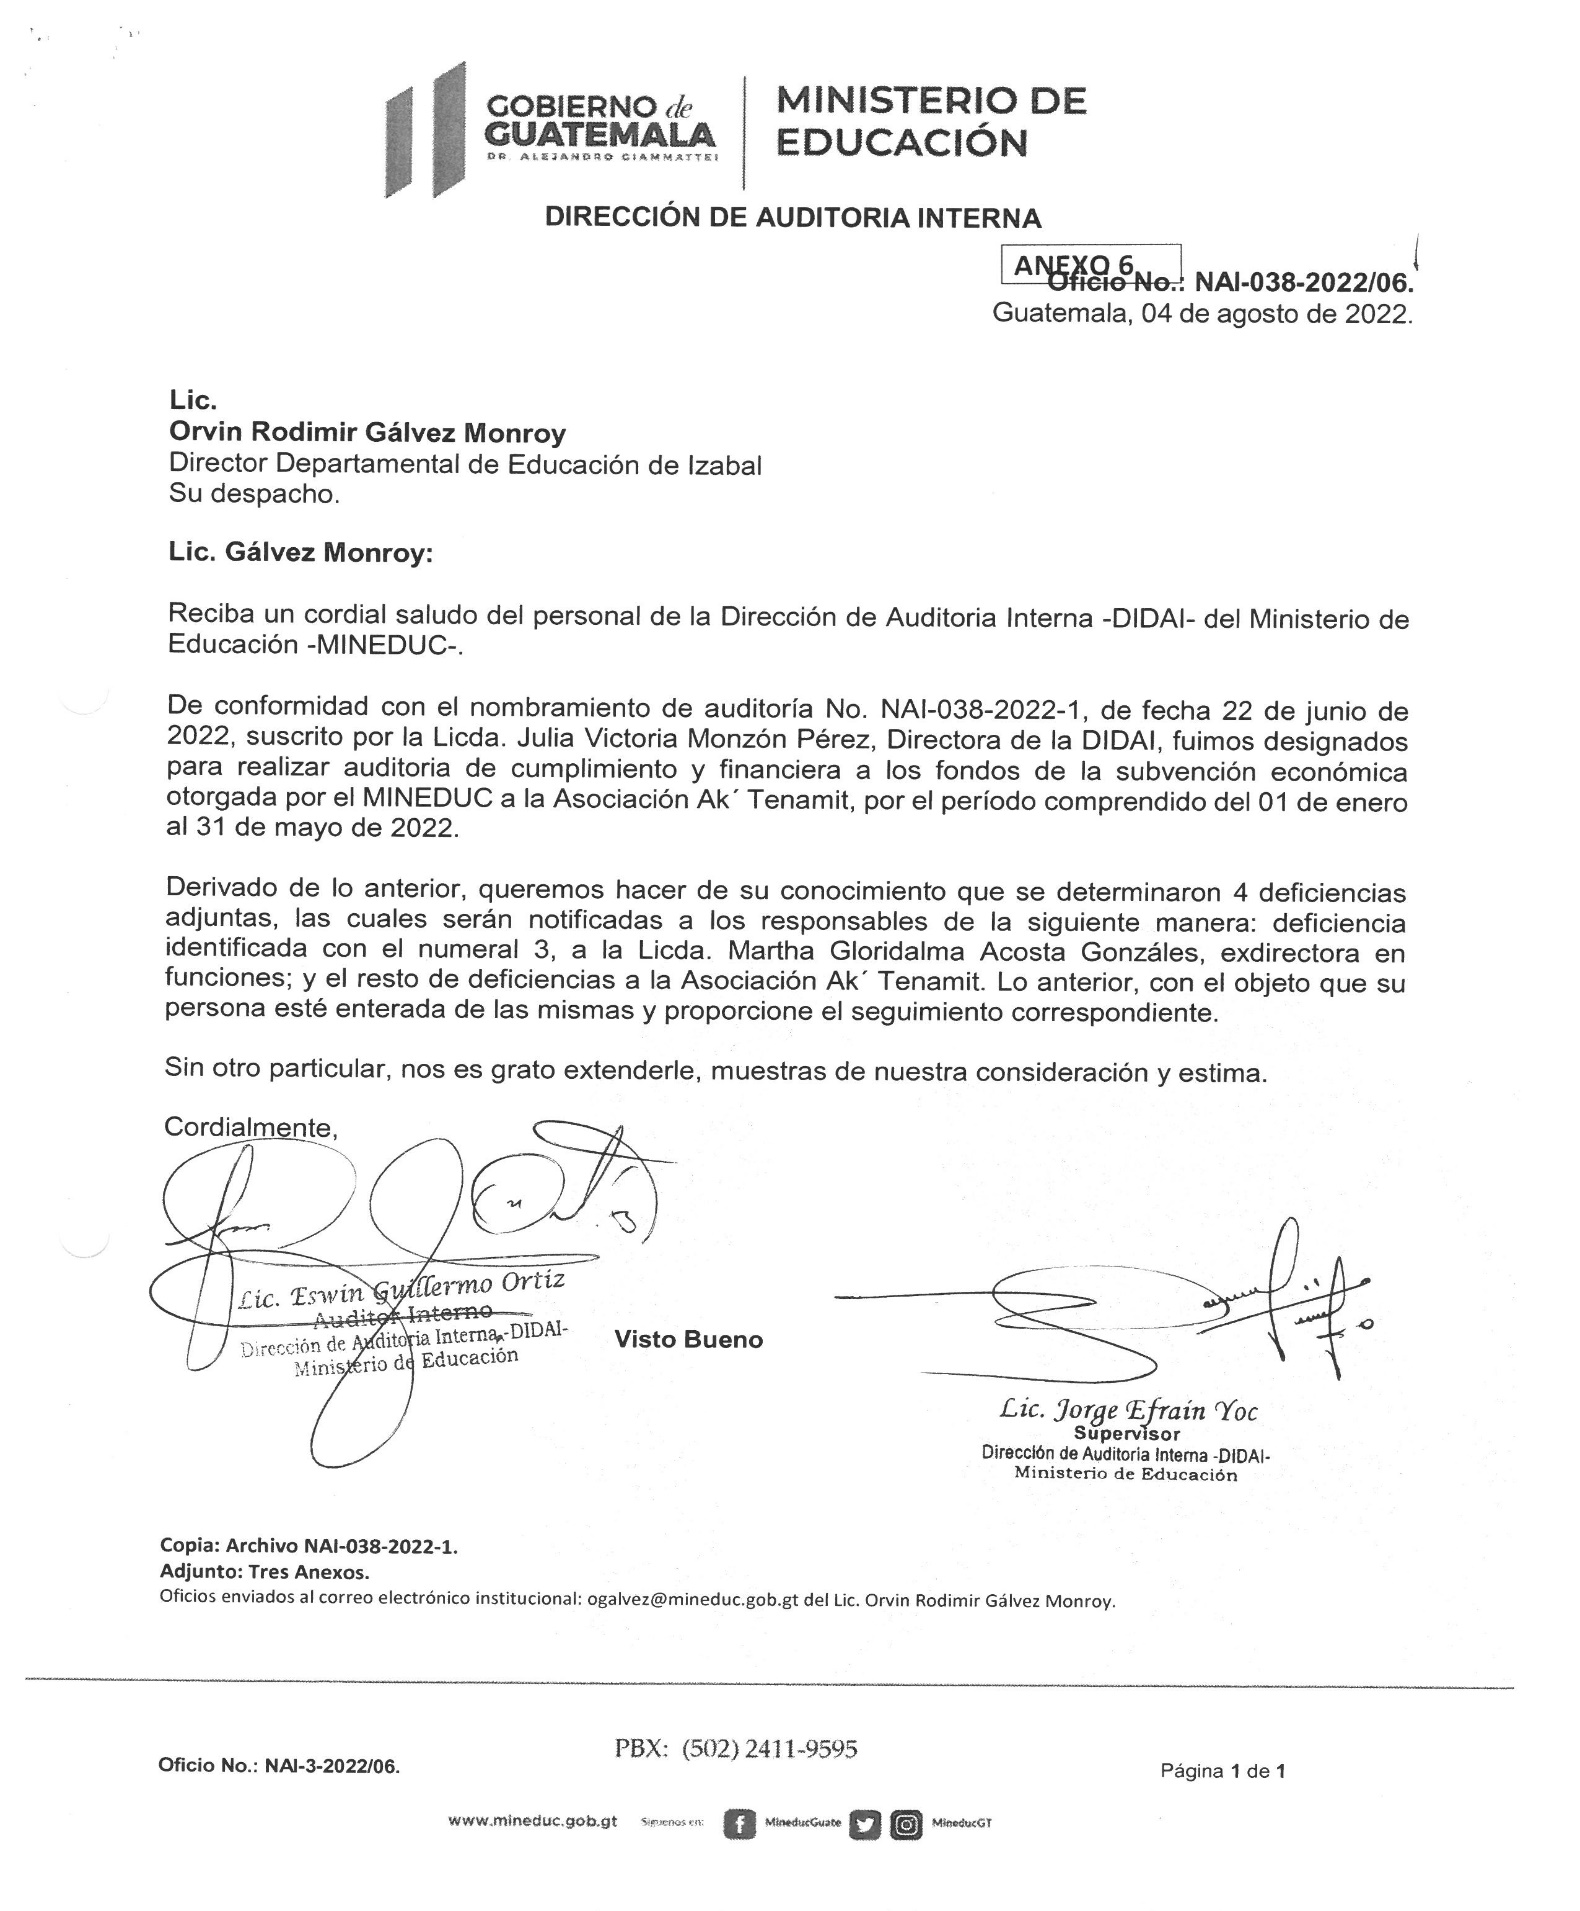 GOBIERNO de
GUATEMALA
DR. ALEJANDRO GIAMMATTEI
MINISTERIO DE
EDUCACIÓN
DIRECCIÓN DE AUDITORIA INTERNA
ANEXO 6
Oficio No.: NAI-038-2022/06.
Guatemala, 04 de agosto de 2022.
Lic.
Orvin Rodimir Gálvez Monroy
Director Departamental de Educación de Izabal
Su despacho.
Lic. Gálvez Monroy:
Reciba un cordial saludo del personal de la Dirección de Auditoria Interna -DIDAI- del Ministerio de
Educación -MINEDUC-.
De conformidad con el nombramiento de auditoría No. NAI-038-2022-1, de fecha 22 de junio de
2022, suscrito por la Licda. Julia Victoria Monzón Pérez, Directora de la DIDAI, fuimos designados
para realizar auditoria de cumplimiento y financiera a los fondos de la subvención económica
otorgada por el MINEDUC a la Asociación Ak´ Tenamit, por el período comprendido del 01 de enero
al 31 de mayo de 2022.
Derivado de lo anterior, queremos hacer de su conocimiento que se determinaron 4 deficiencias
adjuntas, las cuales serán notificadas a los responsables de la siguiente manera: deficiencia
identificada con el numeral 3, a la Licda. Martha Gloridalma Acosta Gonzáles, exdirectora en
funciones; y el resto de deficiencias a la Asociación Ak´ Tenamit. Lo anterior, con el objeto que su
persona esté enterada de las mismas y proporcione el seguimiento correspondiente.
Sin otro particular, nos es grato extenderle, muestras de nuestra consideración y estima.
Cordialmente,
Lic. Eswin Guillermo Ortiz
Auditor Interno
Dirección de Auditoria Interna -DIDAI-
Ministerio de Educación
Visto Bueno
Lic. Jorge Efraín Yoc
Supervisor
Dirección de Auditoria Interna -DIDAI-
Ministerio de Educación
Copia: Archivo NAI-038-2022-1.
Adjunto: Tres Anexos.
Oficios enviados al correo electrónico institucional: ogalvez@mineduc.gob.gt del Lic. Orvin Rodimir Gálvez Monroy.
PBX: (502) 2411-9595
Oficio No.: NAI-3-2022/06.
Página 1 de 1
www.mineduc.gob.gt Síguenos en: MineducGuate MineducGT